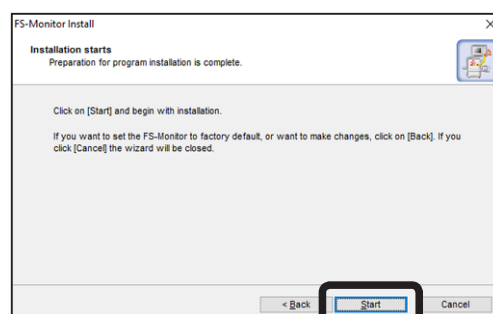 FS-Monitor Install
Installation starts
Preparation for program installation is complete.
Click on [Start] and begin with installation.
If you want to set the FS-Monitor to factory default, or want to make changes, click on [Back]. If you
click [Cancel] the wizard will be closed.
< Back Start Cancel